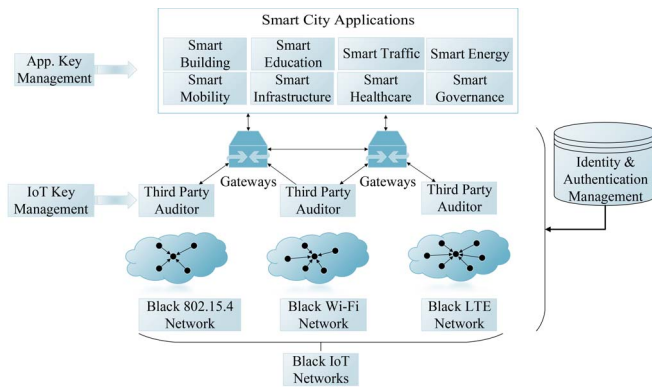 Smart City Applications
Smart
Building
Smart
Education
Smart Traffic
Smart Energy
Smart
Mobility
Smart
Infrastructure
Smart
Healthcare
Smart
Governance
App. Key
Management
Gateways
Gateways
Identity &
Authentication
Management
IoT Key
Management
Third Party
Auditor
Third Party
Auditor
Third Party
Auditor
Black 802.15.4
Network
Black Wi-Fi
Network
Black LTE
Network
Black IoT
Networks